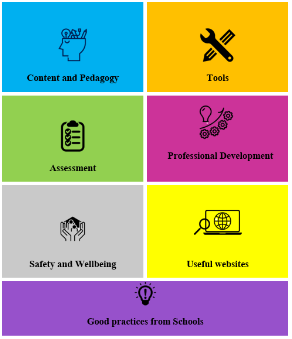 Content and Pedagogy
Tools
Assessment
Professional Development
Safety and Wellbeing
Useful websites
Good practices from Schools